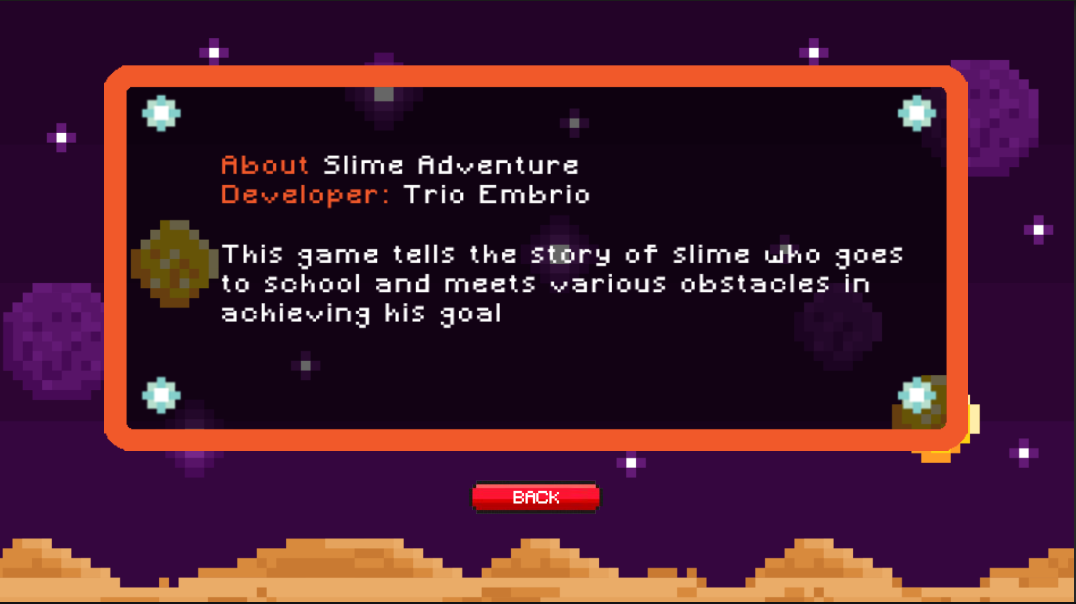 About Slime Adventure
Developer: Trio Embrio
This game tells the story of slime who goes
to school and meets various obstacles in
achieving his goal
BACK